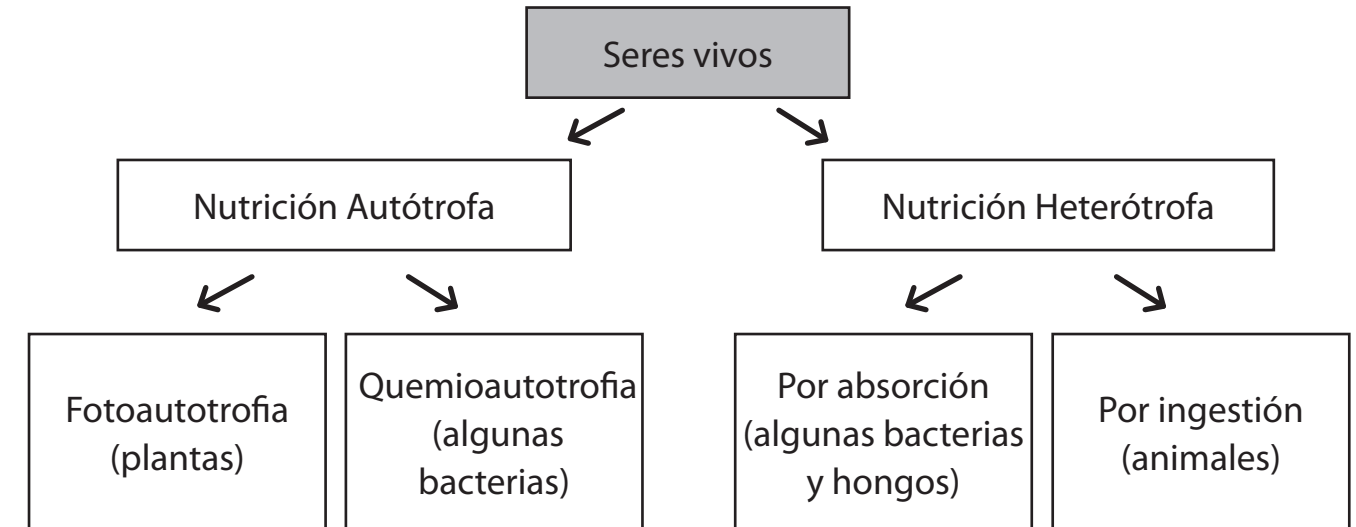 Seres vivos
Nutrición Autótrofa
Nutrición Heterótrofa
Fotoautotrofia
(plantas)
Quemioautotrofia
(algunas
bacterias)
Por absorción
(algunas bacterias
y hongos)
Por ingestión
(animales)